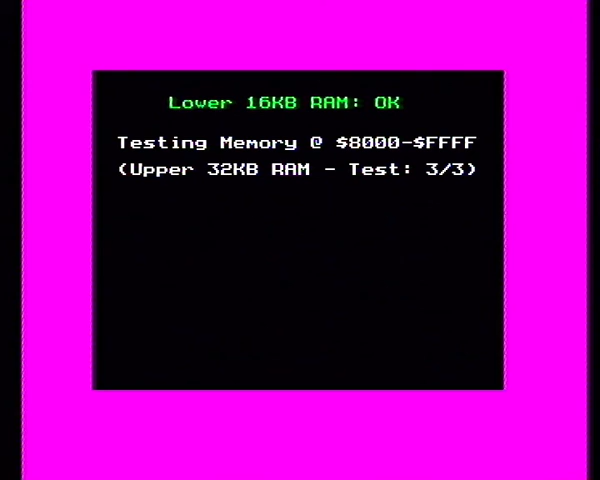 Lower 16KB RAM: OK
Testing Memory @ $8000-$FFFF
(Upper 32KB RAM - Test: 3/3)